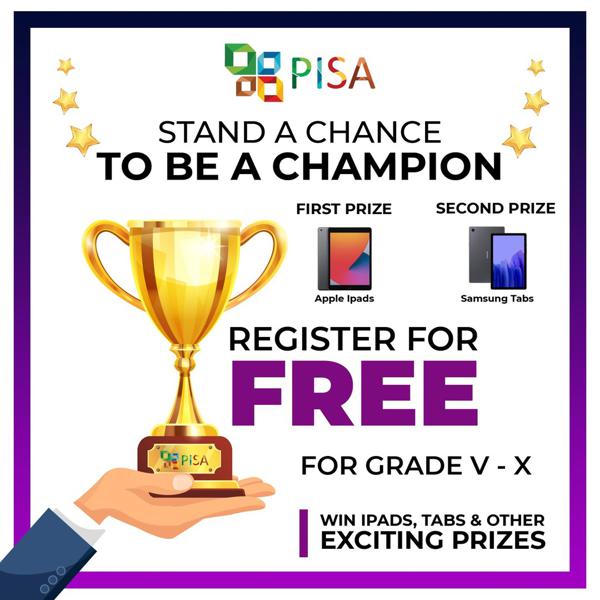 PISA
STAND A CHANCE
TO BE A CHAMPION
FIRST PRIZE
SECOND PRIZE
Apple Ipads
Samsung Tabs
REGISTER FOR
FREE
PISA
FOR GRADE V - X
WIN IPADS, TABS & OTHER
EXCITING PRIZES